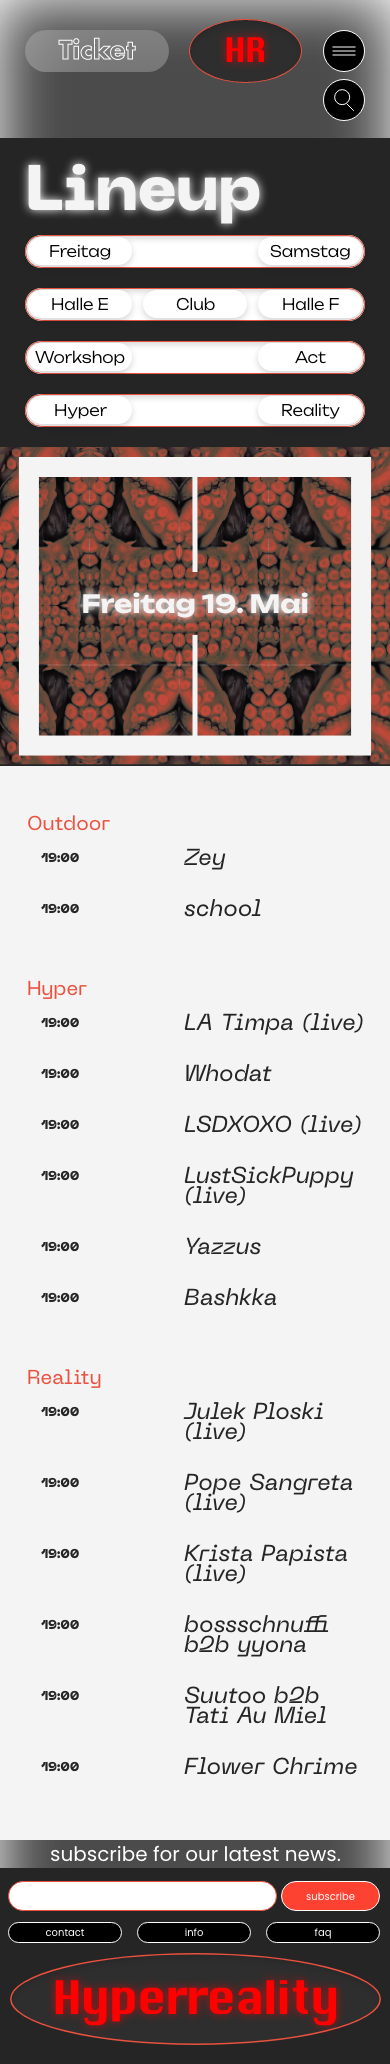 Ticket
HR
Lineup
Freitag Samstag
Halle E Club Halle F
Workshop Act
Hyper Reality
Freitag 19. Mai
Outdoor
19:00 Zey
19:00 school
Hyper
19:00 LA Timpa (live)
19:00 Whodat
19:00 LSDXOXO (live)
19:00 LustSickPuppy
(live)
19:00 Yazzus
19:00 Bashkka
Reality
19:00 Julek Ploski
(live)
19:00 Pope Sangreta
(live)
19:00 Krista Papista
(live)
19:00 bossschnuffi
b2b yyona
19:00 Suutoo b2b
Tati Au Miel
19:00 Flower Chrime
subscribe for our latest news.
subscribe
contact info faq
Hyperreality